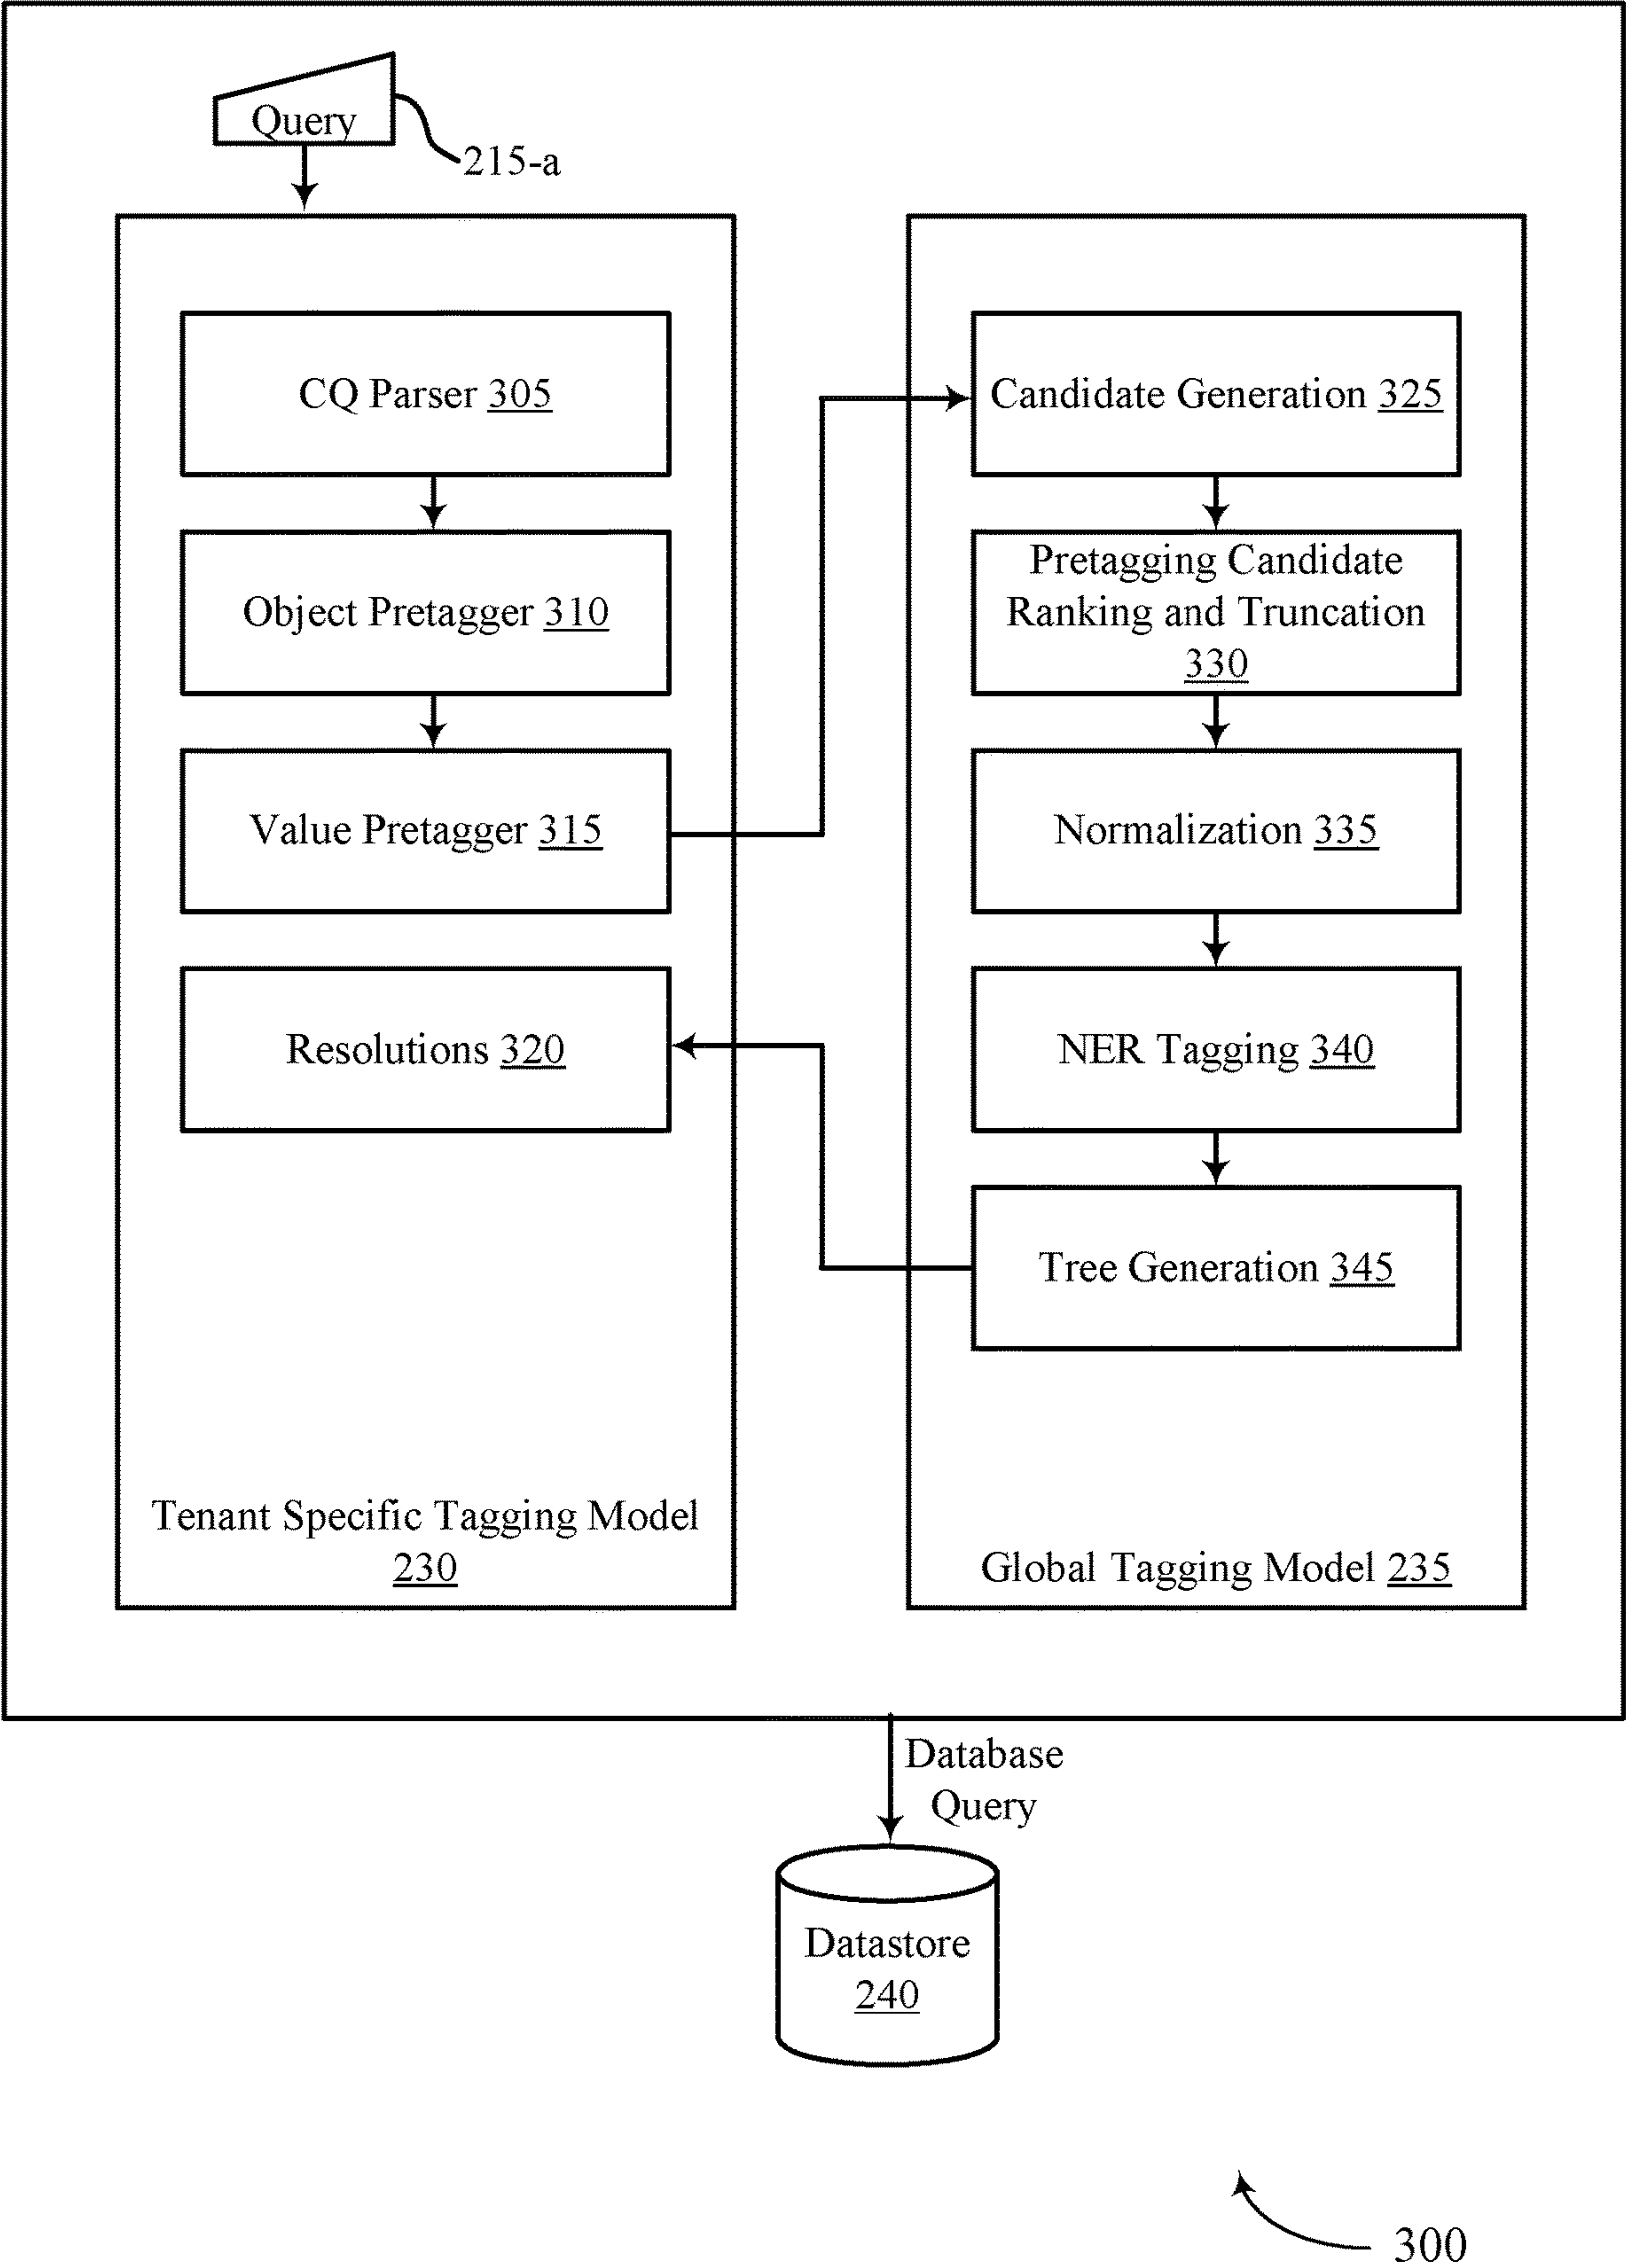 Query
215-a
CQ Parser 305
Object Pretagger 310
Value Pretagger 315
Resolutions 320
Tenant Specific Tagging Model
230
Candidate Generation 325
Pretagging Candidate
Ranking and Truncation
330
Normalization 335
NER Tagging 340
Tree Generation 345
Global Tagging Model 235
Database
Query
Datastore
240
300